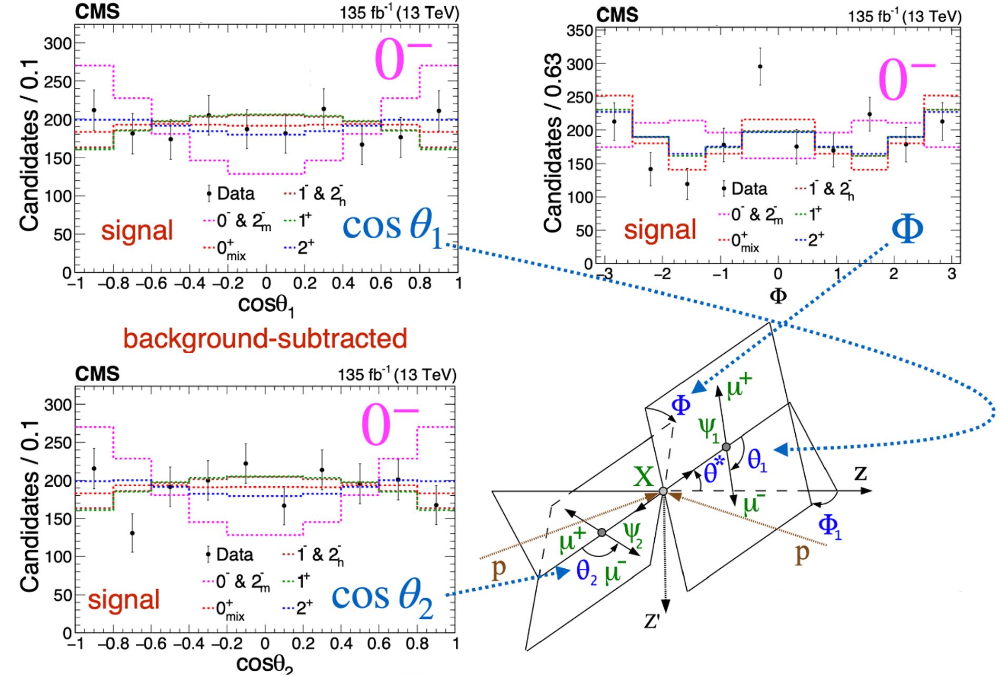 CMS 135 fb⁻¹ (13 TeV)
Candidates / 0.1
300
250
200
150
100
50
0
0⁻
Data
1⁻ & 2⁻ₕ
0⁻ & 2⁻ₘ
1⁺
0⁺mix
2⁺
signal
cos θ₁
−1 −0.8 −0.6 −0.4 −0.2 0 0.2 0.4 0.6 0.8 1
cosθ₁
CMS 135 fb⁻¹ (13 TeV)
Candidates / 0.63
350
300
250
200
150
100
50
0
0⁻
Data
1⁻ & 2⁻ₕ
0⁻ & 2⁻ₘ
1⁺
0⁺mix
2⁺
signal
Φ
−3 −2 −1 0 1 2 3
Φ
background-subtracted
CMS 135 fb⁻¹ (13 TeV)
Candidates / 0.1
300
250
200
150
100
50
0
0⁻
Data
1⁻ & 2⁻ₕ
0⁻ & 2⁻ₘ
1⁺
0⁺mix
2⁺
signal
cos θ₂
−1 −0.8 −0.6 −0.4 −0.2 0 0.2 0.4 0.6 0.8 1
cosθ₂
μ⁺
Φ
ψ₁
θ₁
θ*
X
z
μ⁻
Φ₁
μ⁺
ψ₂
p
p
θ₂
μ⁻
z'